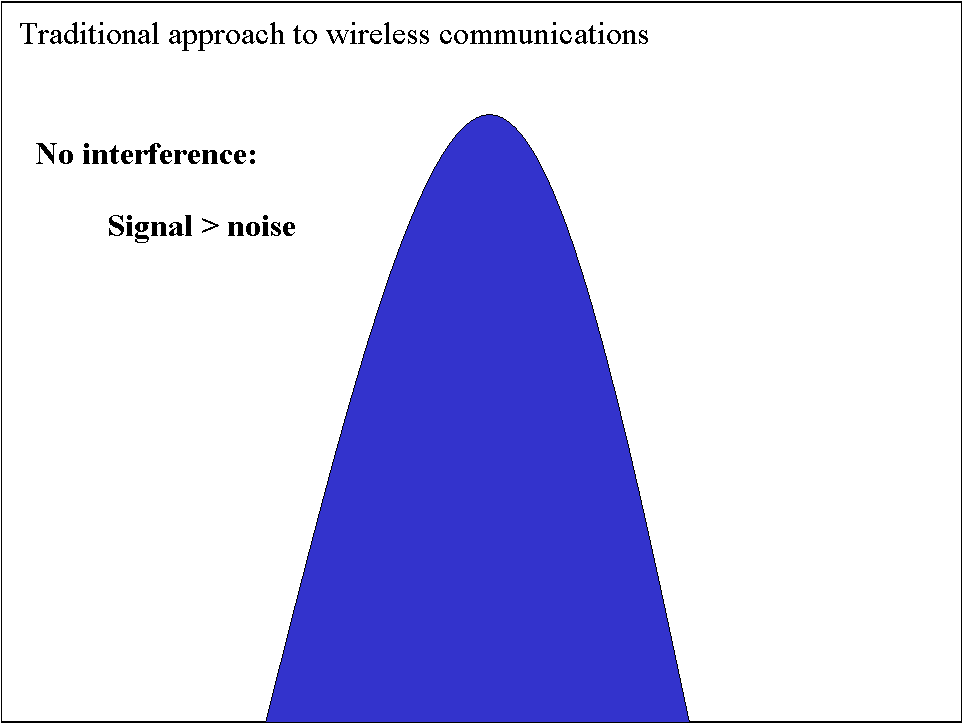 Traditional approach to wireless communications
No interference:
Signal > noise